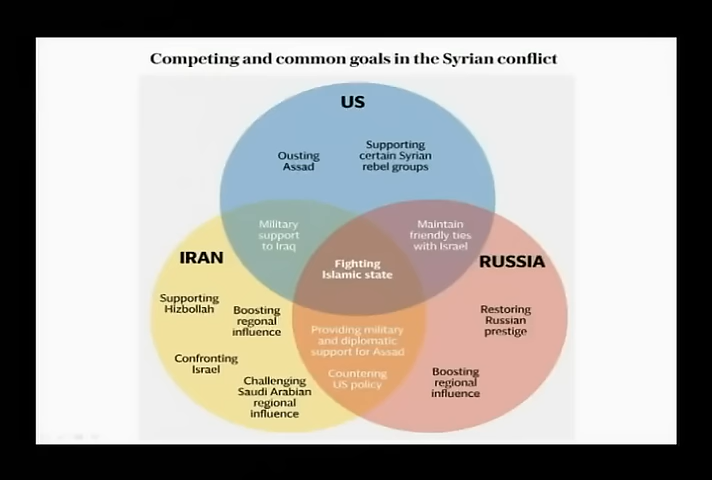 Competing and common goals in the Syrian conflict
US
Ousting
Assad
Supporting
certain Syrian
rebel groups
Military
support
to Iraq
Maintain
friendly ties
with Israel
IRAN
Fighting
Islamic state
RUSSIA
Supporting
Hizbollah
Boosting
regonal
influence
Restoring
Russian
prestige
Providing military
and diplomatic
support for Assad
Confronting
Israel
Countering
US policy
Challenging
Saudi Arabian
regional
influence
Boosting
regional
influence